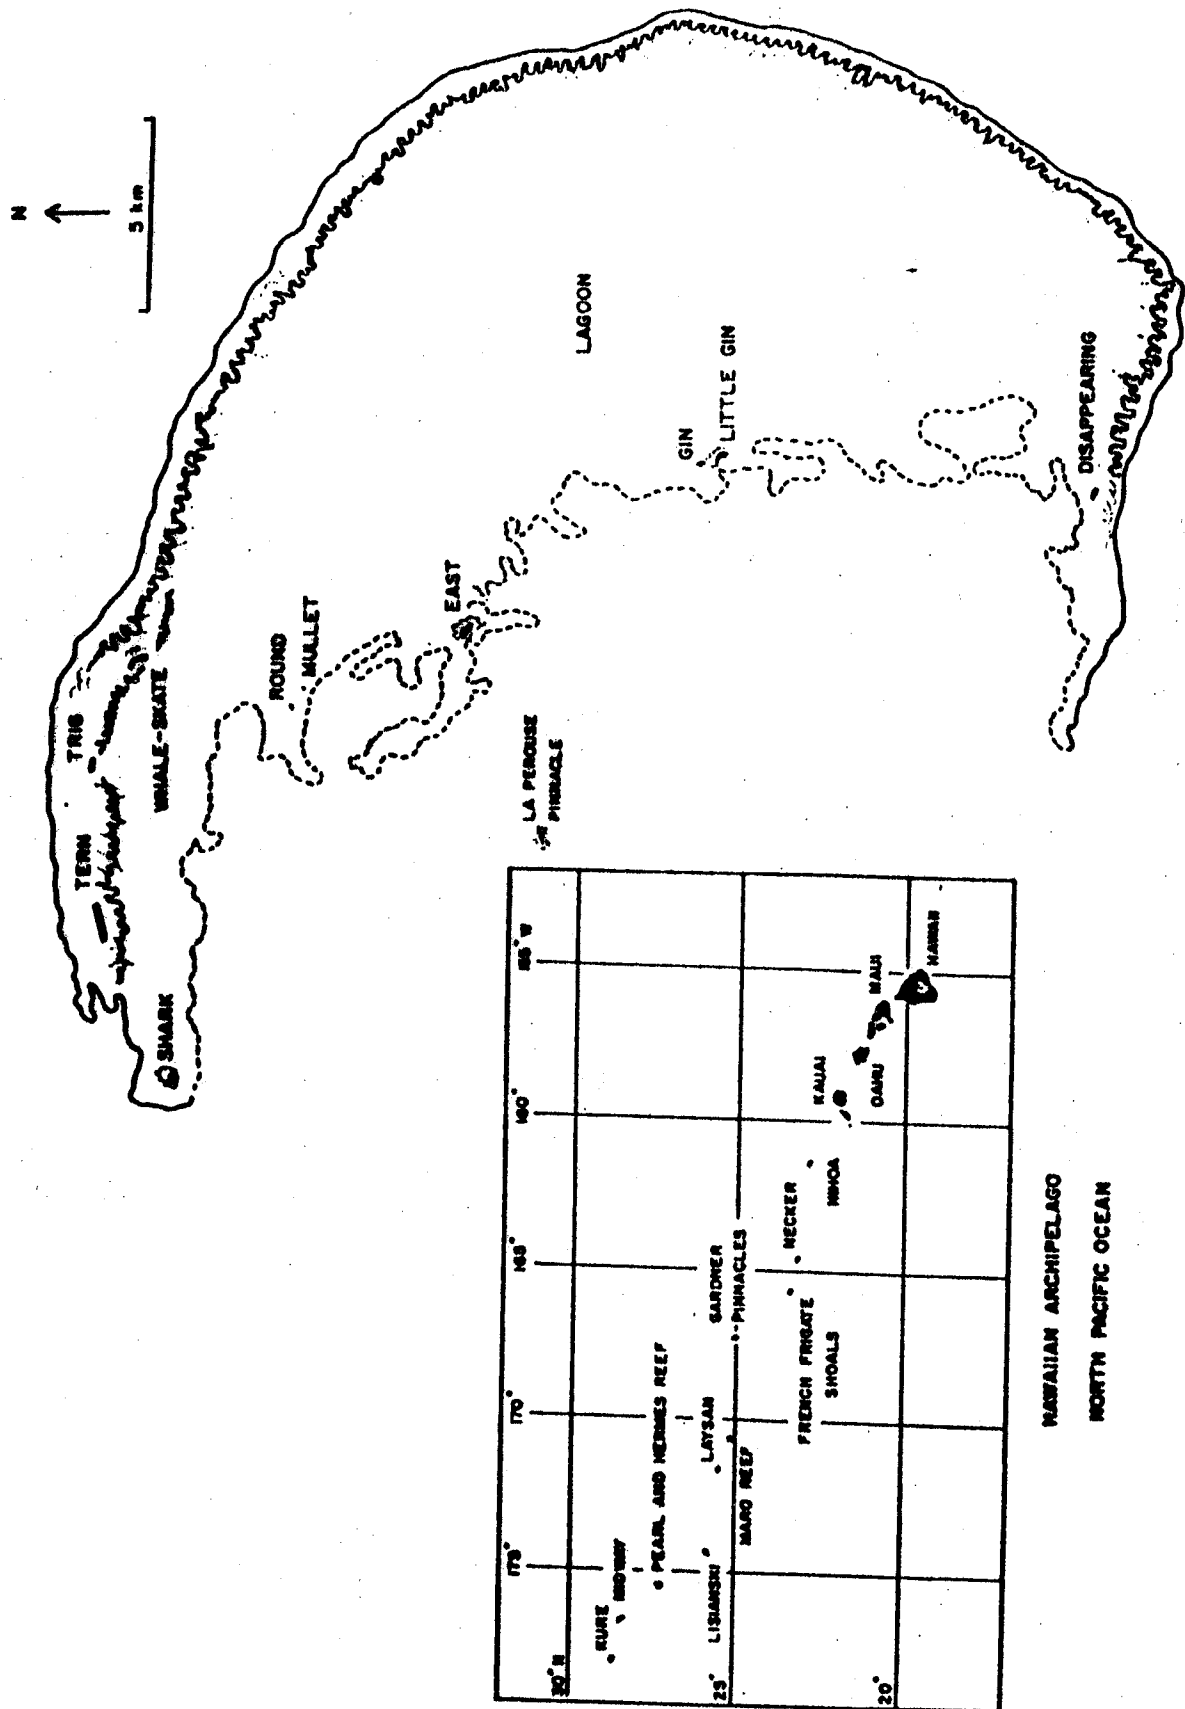 N
5 km
TERN
TRIG
WHALE-SKATE
SHARK
ROUND
MULLET
EAST
LA PEROUSE
PINNACLE
LAGOON
GIN
LITTLE GIN
DISAPPEARING
175°
170°
165°
160°
155° W
30° N
25°
20°
KURE
MIDWAY
PEARL AND HERMES REEF
LISIANSKI
LAYSAN
MARO REEF
GARDNER
PINNACLES
FRENCH FRIGATE
SHOALS
NECKER
NIHOA
KAUAI
OAHU
MAUI
HAWAII
HAWAIIAN ARCHIPELAGO
NORTH PACIFIC OCEAN